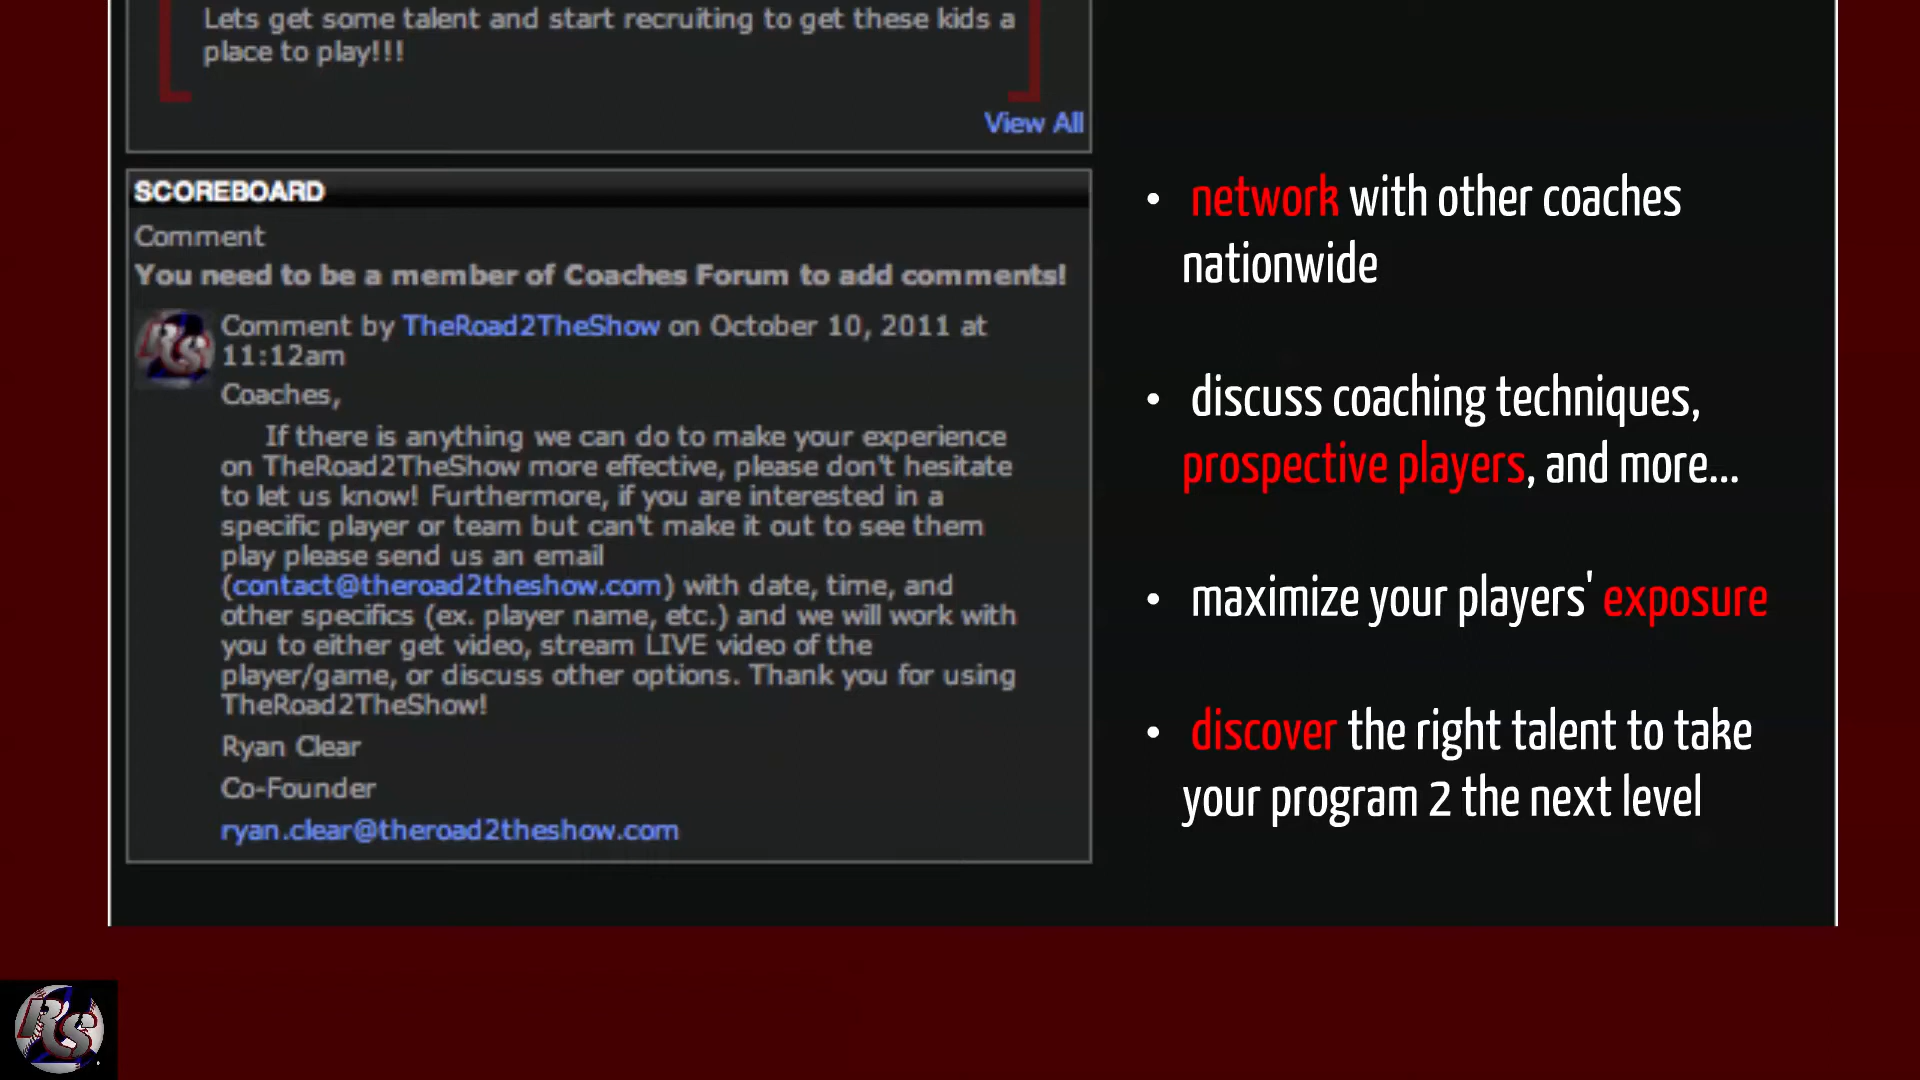 Lets get some talent and start recruiting to get these kids a
place to play!!!
View All
SCOREBOARD
Comment
You need to be a member of Coaches Forum to add comments!
Comment by TheRoad2TheShow on October 10, 2011 at
11:12am
Coaches,
If there is anything we can do to make your experience
on TheRoad2TheShow more effective, please don't hesitate
to let us know! Furthermore, if you are interested in a
specific player or team but can't make it out to see them
play please send us an email
(contact@theroad2theshow.com) with date, time, and
other specifics (ex. player name, etc.) and we will work with
you to either get video, stream LIVE video of the
player/game, or discuss other options. Thank you for using
TheRoad2TheShow!
Ryan Clear
Co-Founder
ryan.clear@theroad2theshow.com
• network with other coaches
nationwide
• discuss coaching techniques,
prospective players, and more...
• maximize your players' exposure
• discover the right talent to take
your program 2 the next level
R2S